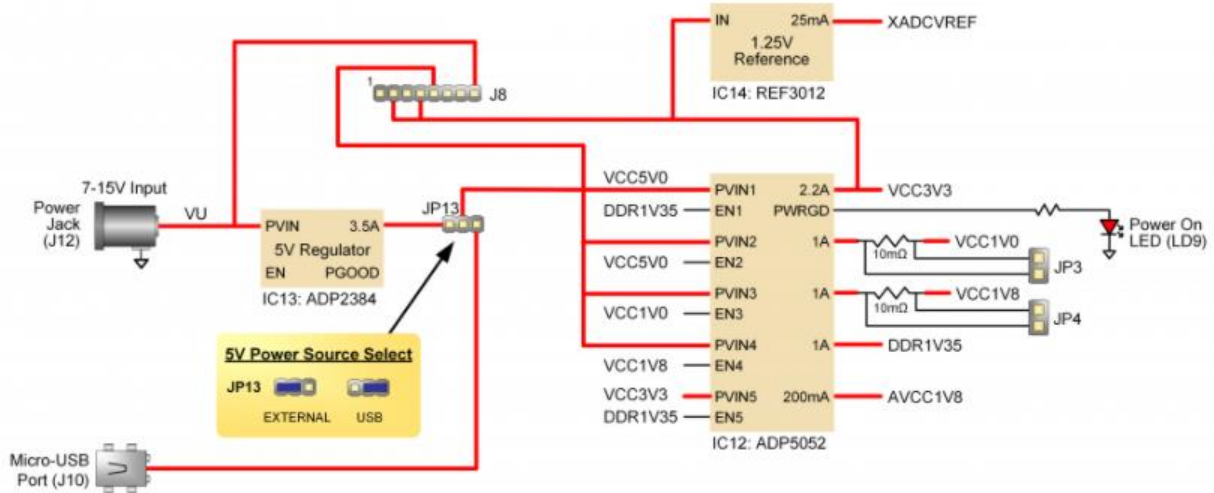 IN 25mA
1.25V
Reference
IC14: REF3012
XADCVREF
1
J8
7-15V Input
Power
Jack
(J12)
VU
PVIN 3.5A
5V Regulator
EN PGOOD
IC13: ADP2384
JP13
VCC5V0
DDR1V35
VCC5V0
VCC1V0
VCC1V8
VCC3V3
DDR1V35
PVIN1 2.2A
EN1 PWRGD
PVIN2 1A
EN2
PVIN3 1A
EN3
PVIN4 1A
EN4
PVIN5 200mA
EN5
IC12: ADP5052
VCC3V3
Power On
LED (LD9)
VCC1V0
10mΩ
JP3
VCC1V8
10mΩ
JP4
DDR1V35
AVCC1V8
5V Power Source Select
JP13
EXTERNAL USB
Micro-USB
Port (J10)